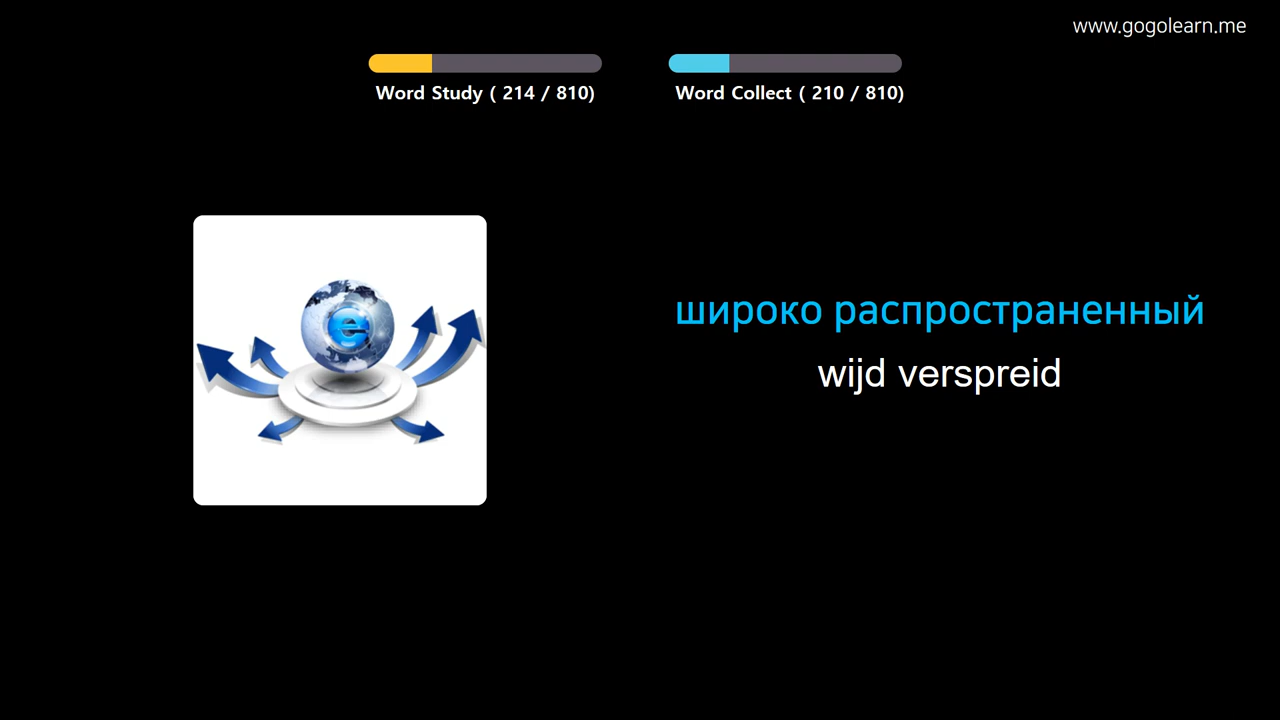 www.gogolearn.me
Word Study ( 214 / 810)
Word Collect ( 210 / 810)
e
широко распространенный
wijd verspreid